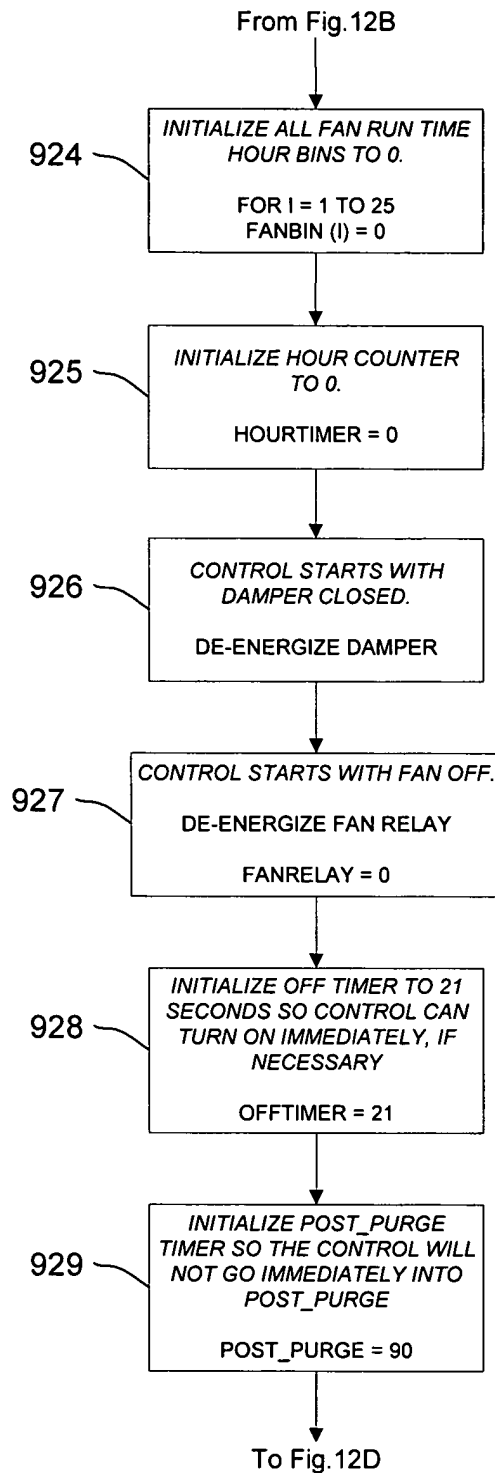 From Fig.12B
924
INITIALIZE ALL FAN RUN TIME
HOUR BINS TO 0.
FOR I = 1 TO 25
FANBIN (I) = 0
925
INITIALIZE HOUR COUNTER
TO 0.
HOURTIMER = 0
926
CONTROL STARTS WITH
DAMPER CLOSED.
DE-ENERGIZE DAMPER
927
CONTROL STARTS WITH FAN OFF.
DE-ENERGIZE FAN RELAY
FANRELAY = 0
928
INITIALIZE OFF TIMER TO 21
SECONDS SO CONTROL CAN
TURN ON IMMEDIATELY, IF
NECESSARY
OFFTIMER = 21
929
INITIALIZE POST_PURGE
TIMER SO THE CONTROL WILL
NOT GO IMMEDIATELY INTO
POST_PURGE
POST_PURGE = 90
To Fig.12D